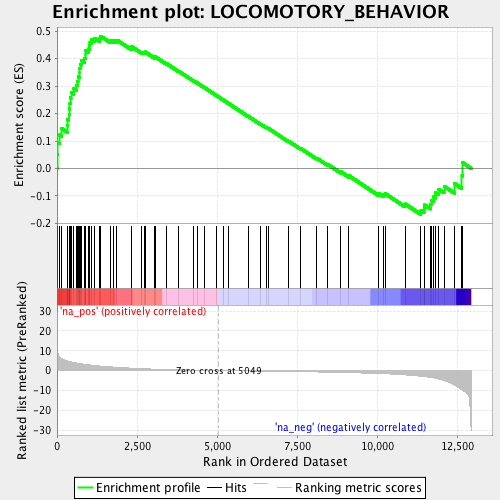 Enrichment plot: LOCOMOTORY_BEHAVIOR
Enrichment score (ES)
0.5
0.4
0.3
0.2
0.1
0.0
-0.1
-0.2
'na_pos' (positively correlated)
Zero cross at 5049
'na_neg' (negatively correlated)
Ranked list metric (PreRanked)
30
20
10
0
-10
-20
-30
0
2,500
5,000
7,500
10,000
12,500
Rank in Ordered Dataset
Enrichment profile
Hits
Ranking metric scores